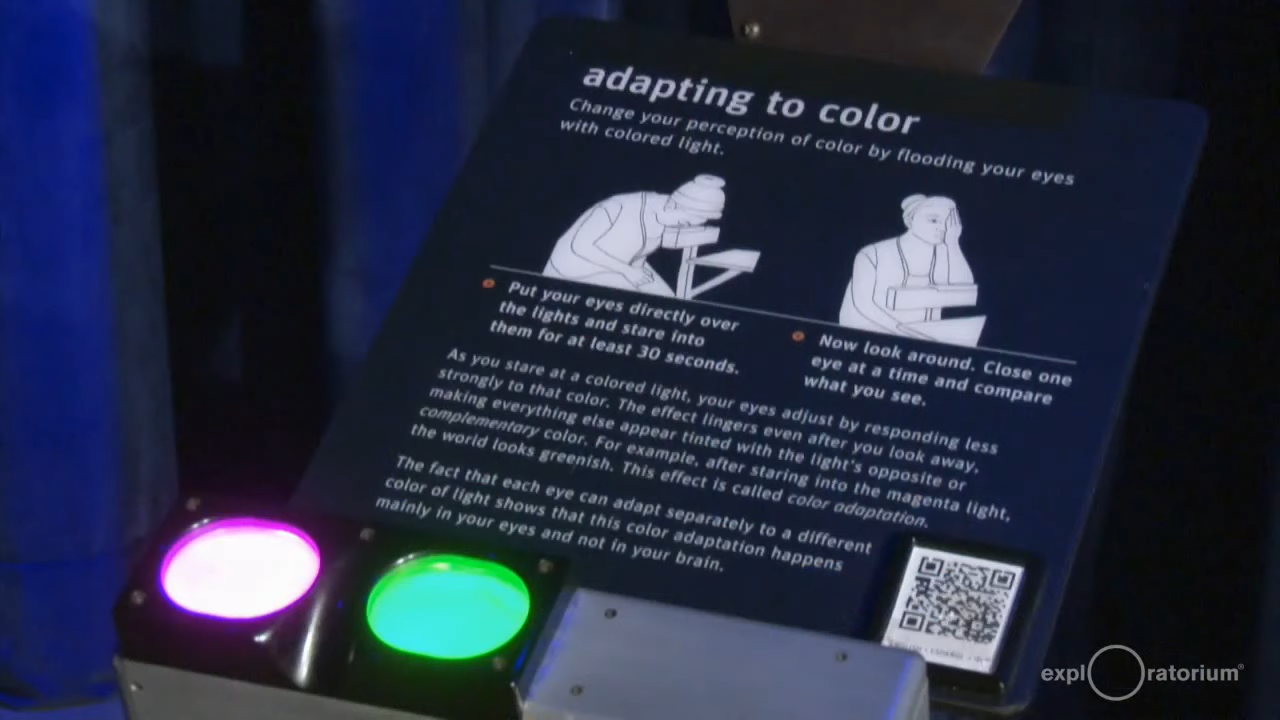 adapting to color
Change your perception of color by flooding your eyes
with colored light.
Put your eyes directly over
the lights and stare into
them for at least 30 seconds.
Now look around. Close one
eye at a time and compare
what you see.
As you stare at a colored light, your eyes adjust by responding less
strongly to that color. The effect lingers even after you look away,
making everything else appear tinted with the light's opposite or
complementary color. For example, after staring into the magenta light,
the world looks greenish. This effect is called color adaptation.
The fact that each eye can adapt separately to a different
color of light shows that this color adaptation happens
mainly in your eyes and not in your brain.
expl ratorium®